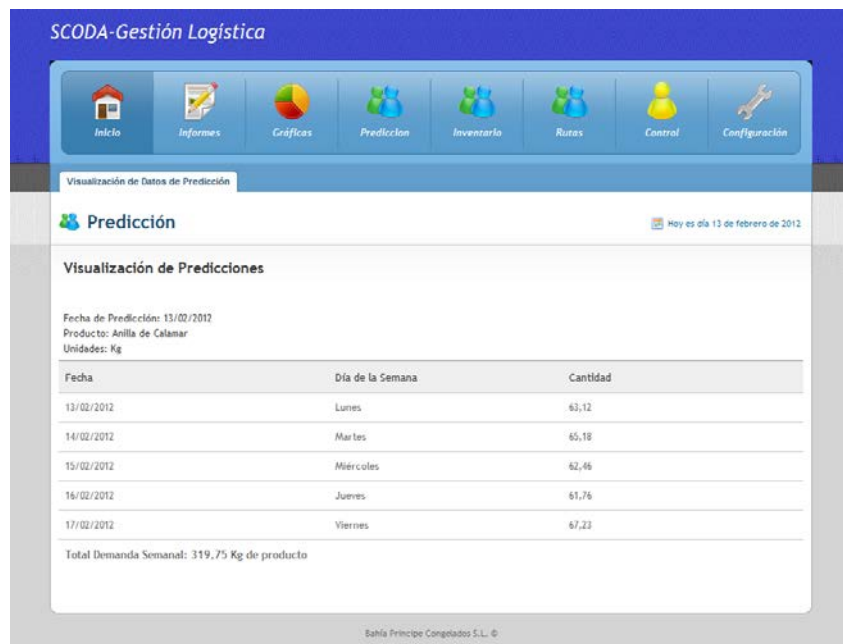 SCODA-Gestión Logística
Inicio Informes Gráficas Prediccion Inventario Rutas Control Configuración
Visualización de Datos de Predicción
Predicción Hoy es día 13 de febrero de 2012
Visualización de Predicciones
Fecha de Predicción: 13/02/2012
Producto: Anilla de Calamar
Unidades: Kg
Fecha Día de la Semana Cantidad
13/02/2012 Lunes 63,12
14/02/2012 Martes 65,18
15/02/2012 Miércoles 62,46
16/02/2012 Jueves 61,76
17/02/2012 Viernes 67,23
Total Demanda Semanal: 319,75 Kg de producto
Bahía Príncipe Congelados S.L. ©